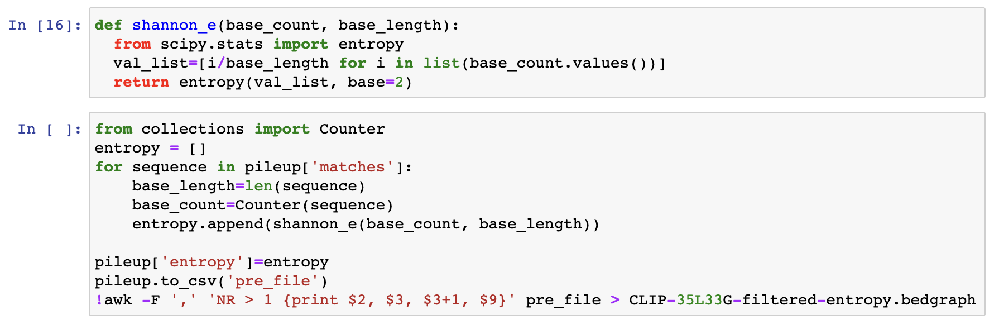 In [16]: def shannon_e(base_count, base_length):
  from scipy.stats import entropy
  val_list=[i/base_length for i in list(base_count.values())]
  return entropy(val_list, base=2)
In [ ]: from collections import Counter
entropy = []
for sequence in pileup['matches']:
    base_length=len(sequence)
    base_count=Counter(sequence)
    entropy.append(shannon_e(base_count, base_length))
pileup['entropy']=entropy
pileup.to_csv('pre_file')
!awk -F ',' 'NR > 1 {print $2, $3, $3+1, $9}' pre_file > CLIP-35L33G-filtered-entropy.bedgraph